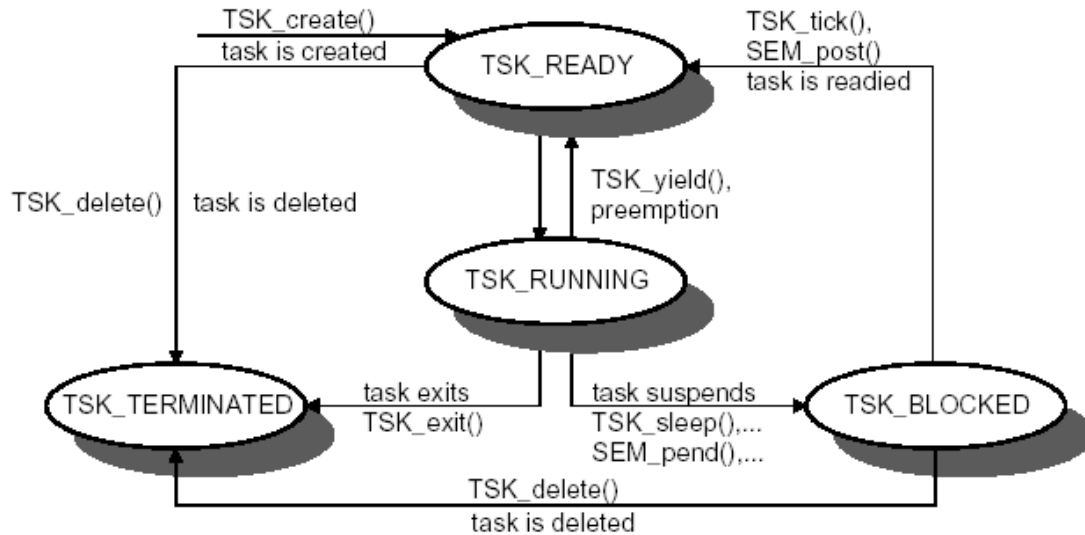 TSK_create()
task is created
TSK_READY
TSK_tick(),
SEM_post()
task is readied
TSK_delete()
task is deleted
TSK_yield(),
preemption
TSK_RUNNING
TSK_TERMINATED
task exits
TSK_exit()
task suspends
TSK_sleep(),...
SEM_pend(),...
TSK_BLOCKED
TSK_delete()
task is deleted